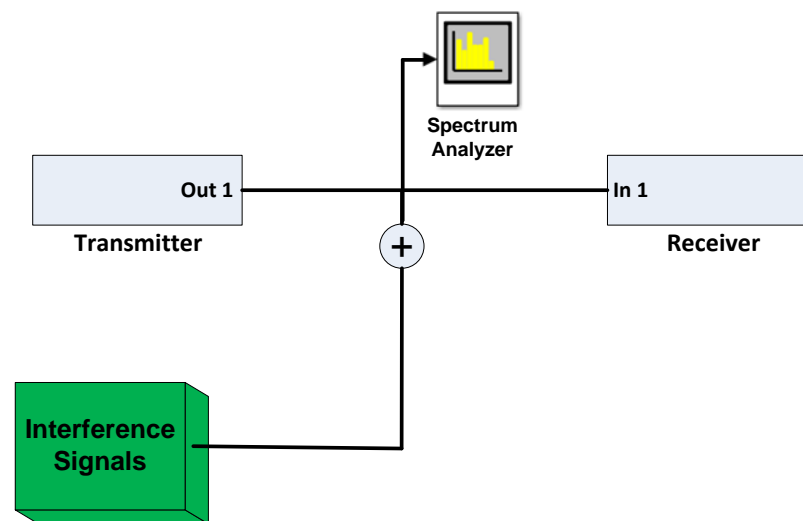 Spectrum
Analyzer
Out 1
In 1
Transmitter
Receiver
+
Interference
Signals